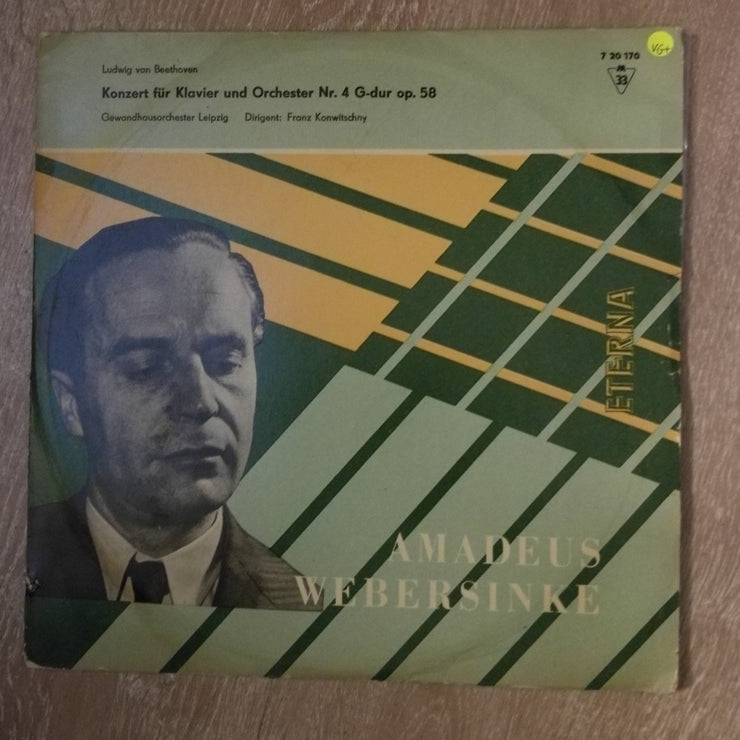 Ludwig van Beethoven
Konzert für Klavier und Orchester Nr. 4 G-dur op. 58
Gewandhausorchester Leipzig Dirigent: Franz Konwitschny
7 20 170
M
33
VG+
ETERNA
AMADEUS
WEBERSINKE